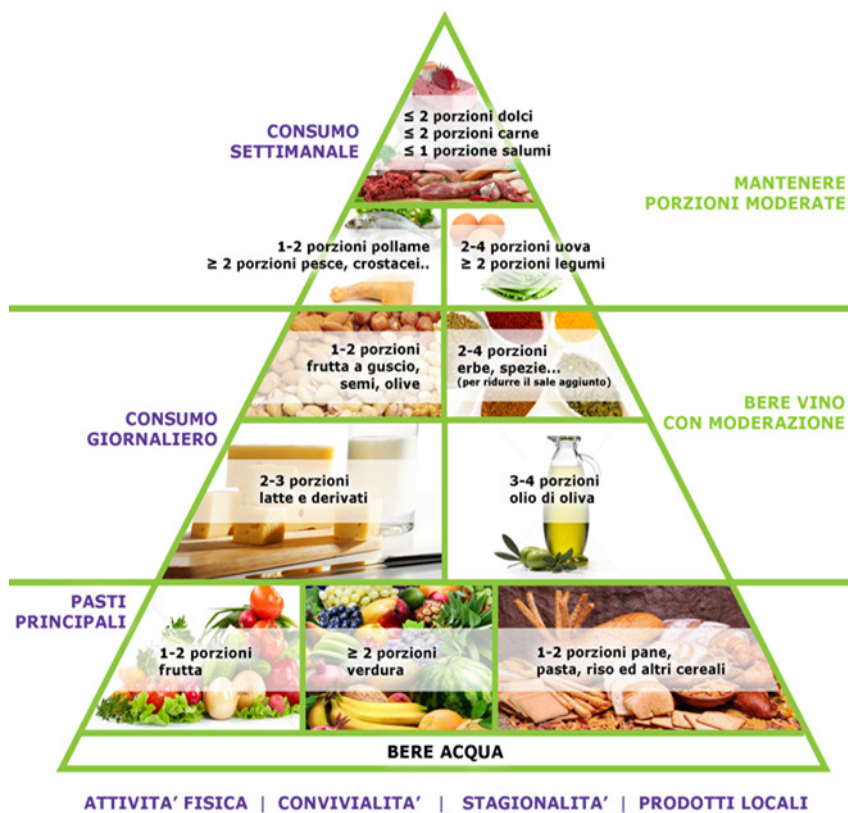 ≤ 2 porzioni dolci
≤ 2 porzioni carne
≤ 1 porzione salumi
CONSUMO
SETTIMANALE
MANTENERE
PORZIONI MODERATE
1-2 porzioni pollame
≥ 2 porzioni pesce, crostacei..
2-4 porzioni uova
≥ 2 porzioni legumi
1-2 porzioni
frutta a guscio,
semi, olive
2-4 porzioni
erbe, spezie...
(per ridurre il sale aggiunto)
CONSUMO
GIORNALIERO
BERE VINO
CON MODERAZIONE
2-3 porzioni
latte e derivati
3-4 porzioni
olio di oliva
PASTI
PRINCIPALI
1-2 porzioni
frutta
≥ 2 porzioni
verdura
1-2 porzioni pane,
pasta, riso ed altri cereali
BERE ACQUA
ATTIVITA' FISICA | CONVIVIALITA' | STAGIONALITA' | PRODOTTI LOCALI